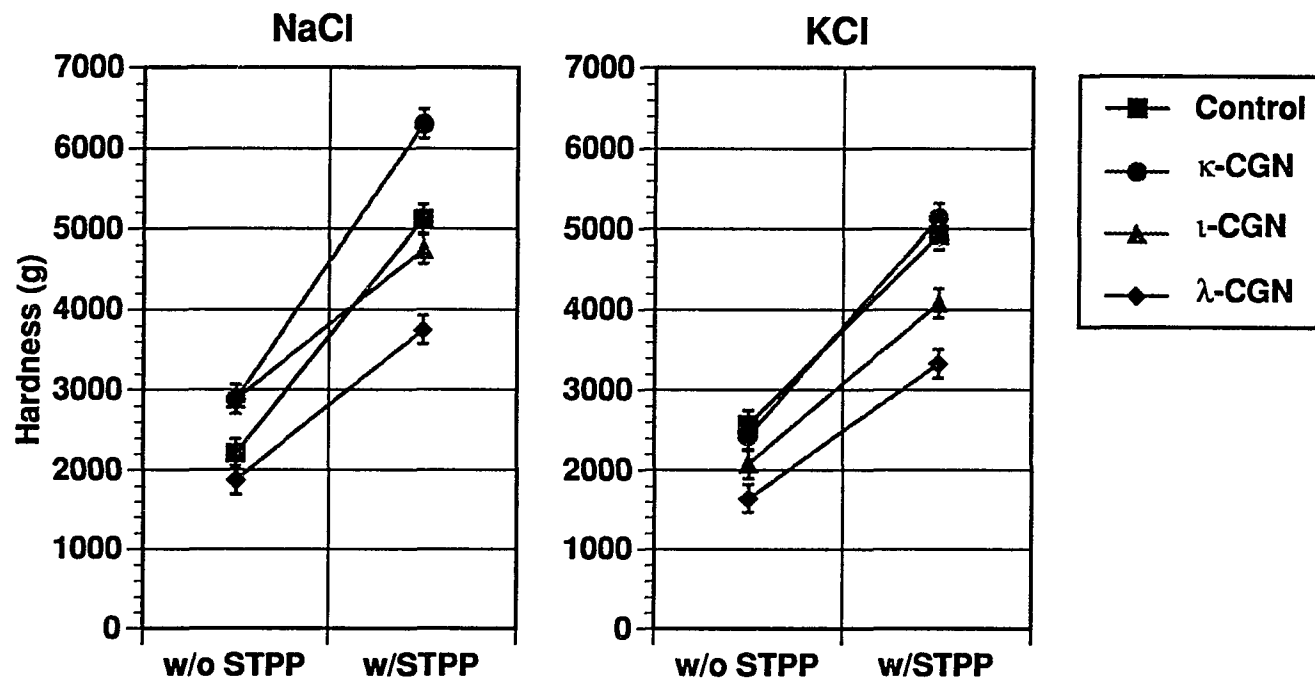 NaCl
KCl
7000
6000
5000
4000
3000
2000
1000
0
Hardness (g)
w/o STPP
w/STPP
7000
6000
5000
4000
3000
2000
1000
0
w/o STPP
w/STPP
Control
κ-CGN
ι-CGN
λ-CGN